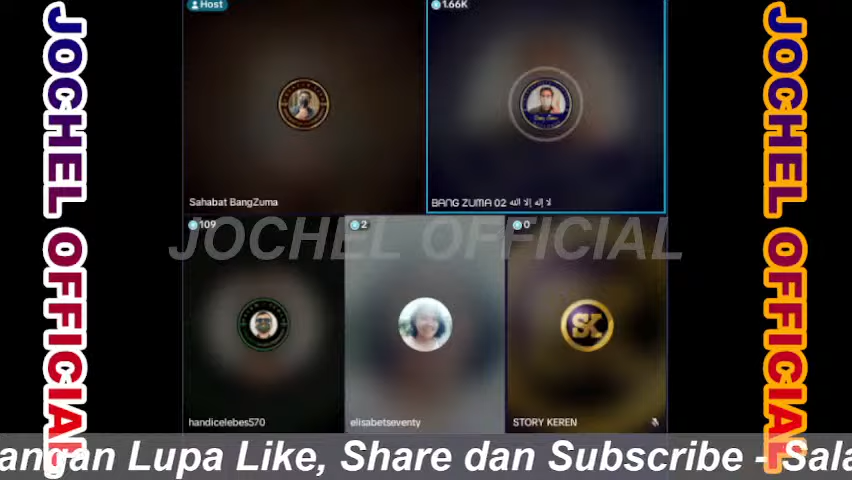 JOCHEL OFFICIAL
JOCHEL OFFICIAL
Host
1.66K
Sahabat BangZuma
BANG ZUMA 02 لا إله إلا الله
109
2
0
JOCHEL OFFICIAL
SK
handicelebes570
elisabetseventy
STORY KEREN
angan Lupa Like, Share dan Subscribe - Sala